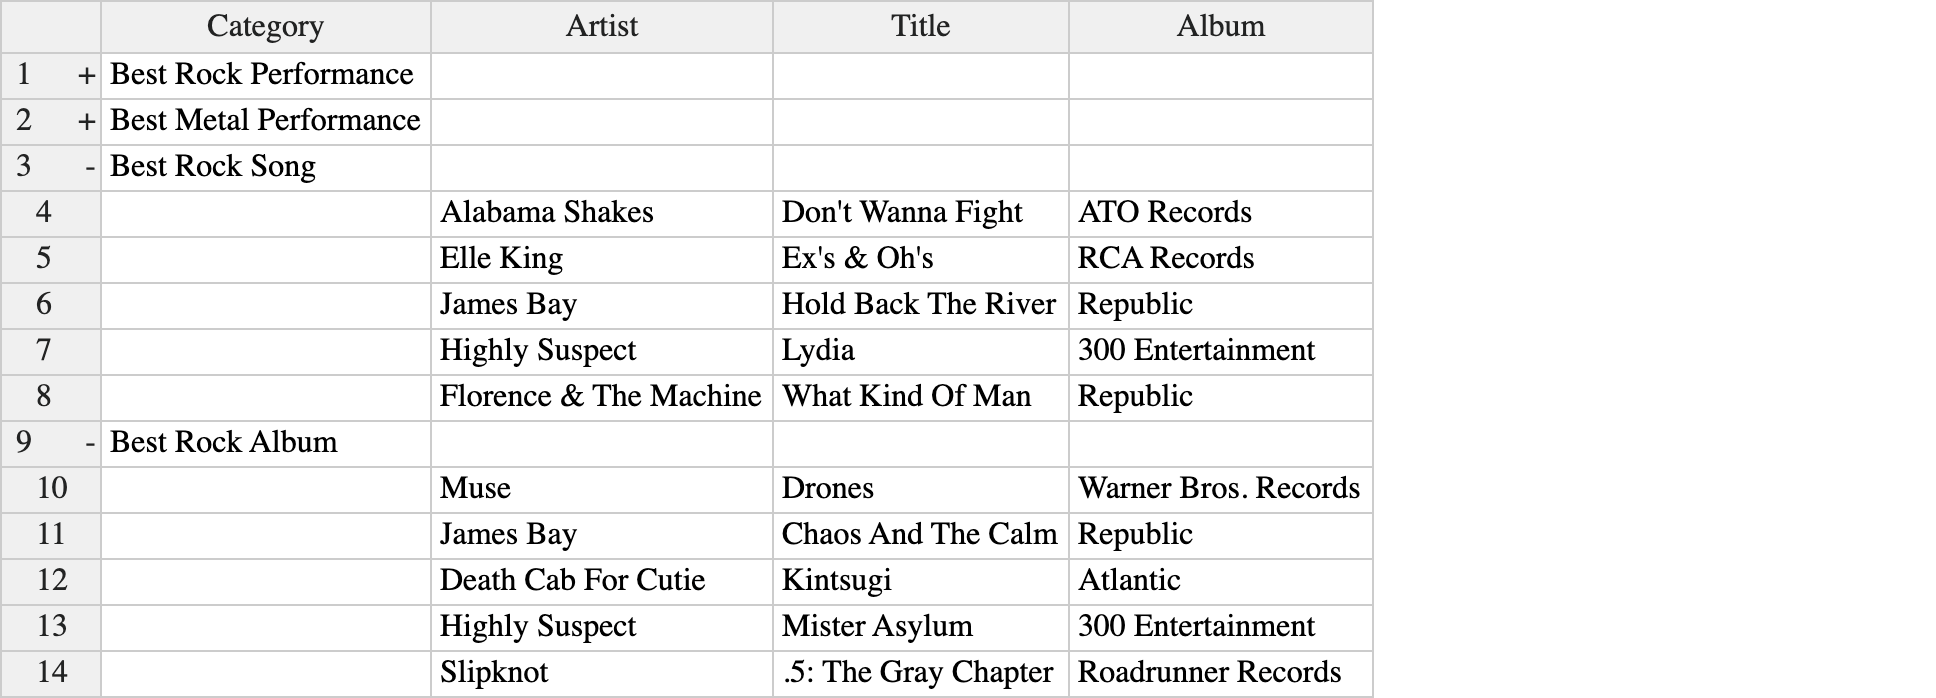 Category Artist Title Album
1 + Best Rock Performance
2 + Best Metal Performance
3 - Best Rock Song
4 Alabama Shakes Don't Wanna Fight ATO Records
5 Elle King Ex's & Oh's RCA Records
6 James Bay Hold Back The River Republic
7 Highly Suspect Lydia 300 Entertainment
8 Florence & The Machine What Kind Of Man Republic
9 - Best Rock Album
10 Muse Drones Warner Bros. Records
11 James Bay Chaos And The Calm Republic
12 Death Cab For Cutie Kintsugi Atlantic
13 Highly Suspect Mister Asylum 300 Entertainment
14 Slipknot .5: The Gray Chapter Roadrunner Records